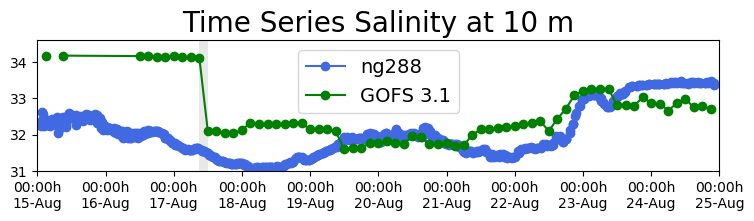 Time Series Salinity at 10 m
ng288
GOFS 3.1
34
33
32
31
00:00h 00:00h 00:00h 00:00h 00:00h 00:00h 00:00h 00:00h 00:00h 00:00h 00:00h
15-Aug 16-Aug 17-Aug 18-Aug 19-Aug 20-Aug 21-Aug 22-Aug 23-Aug 24-Aug 25-Aug